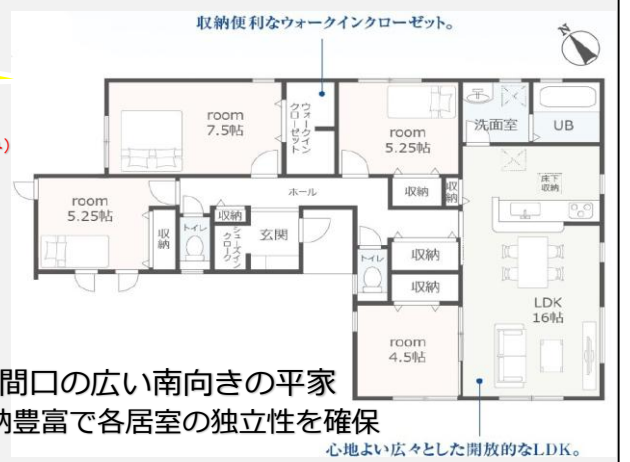 収納便利なウォークインクローゼット。
N
room
7.5帖
ウォークイン
クローゼット
room
5.25帖
洗面室
UB
room
5.25帖
収納
トイレ
収納
シューズイン
クローク
玄関
ホール
収納
収納
床下
収納
トイレ
収納
収納
LDK
16帖
room
4.5帖
間口の広い南向きの平家
納豊富で各居室の独立性を確保
心地よい広々とした開放的なLDK。